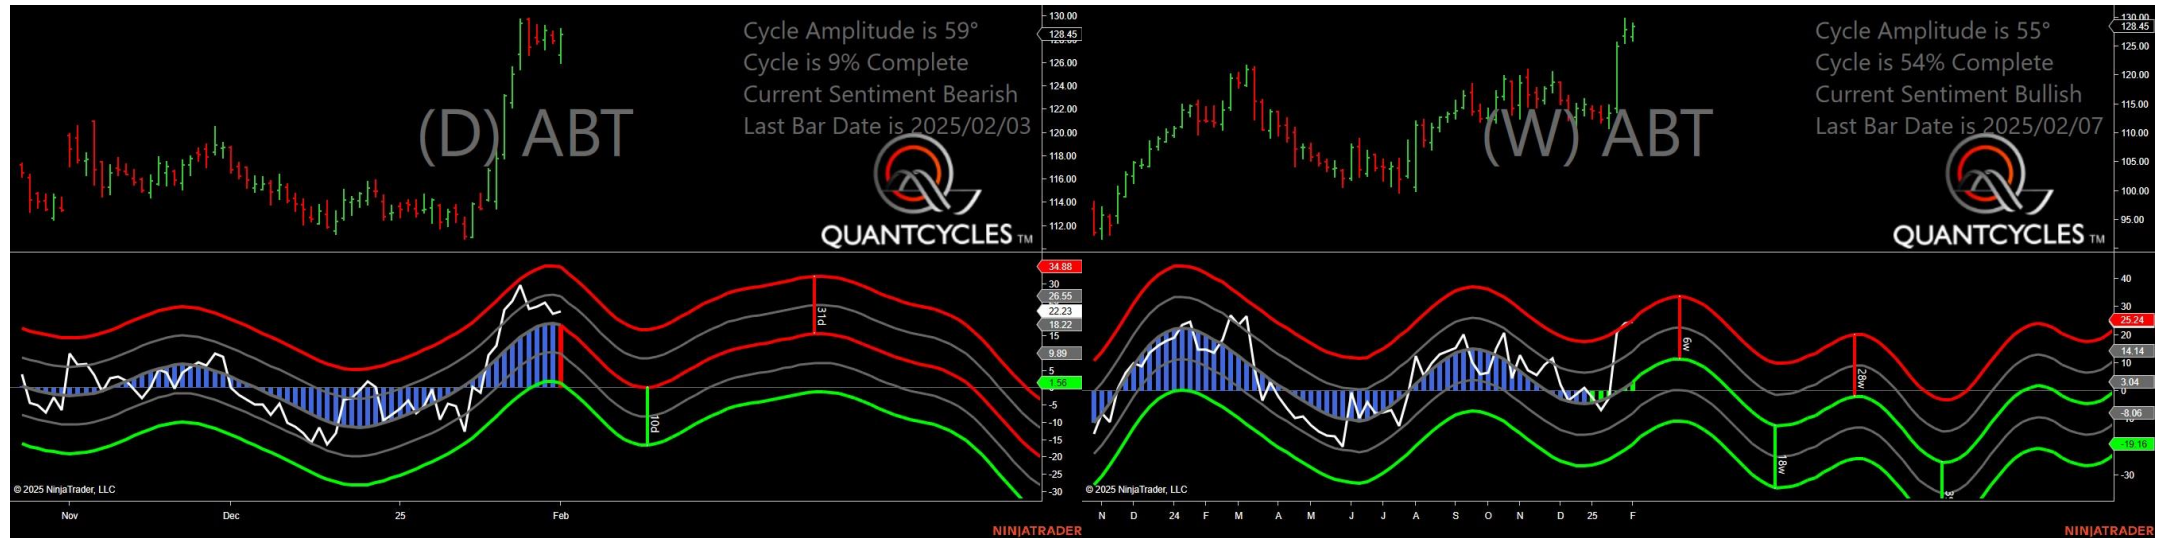 Cycle Amplitude is 59°
Cycle is 9% Complete
Current Sentiment Bearish
Last Bar Date is 2025/02/03
(D) ABT
QUANTCYCLES TM
130.00
128.45
126.00
124.00
122.00
120.00
118.00
116.00
114.00
112.00
34.88
30
26.55
22.23
18.22
15
9.89
5
1.56
-5
-10
-15
-20
-25
-30
10d
31d
© 2025 NinjaTrader, LLC
Nov Dec 25 Feb
NINJATRADER
Cycle Amplitude is 55°
Cycle is 54% Complete
Current Sentiment Bullish
Last Bar Date is 2025/02/07
(W) ABT
QUANTCYCLES TM
130.00
128.45
125.00
120.00
115.00
110.00
105.00
100.00
95.00
40
30
25.24
20
14.14
10
3.04
0
-8.06
-19.16
-30
6w
18w
28w
© 2025 NinjaTrader, LLC
N D 24 F M A M J J A S O N D 25 F
NINJATRADER